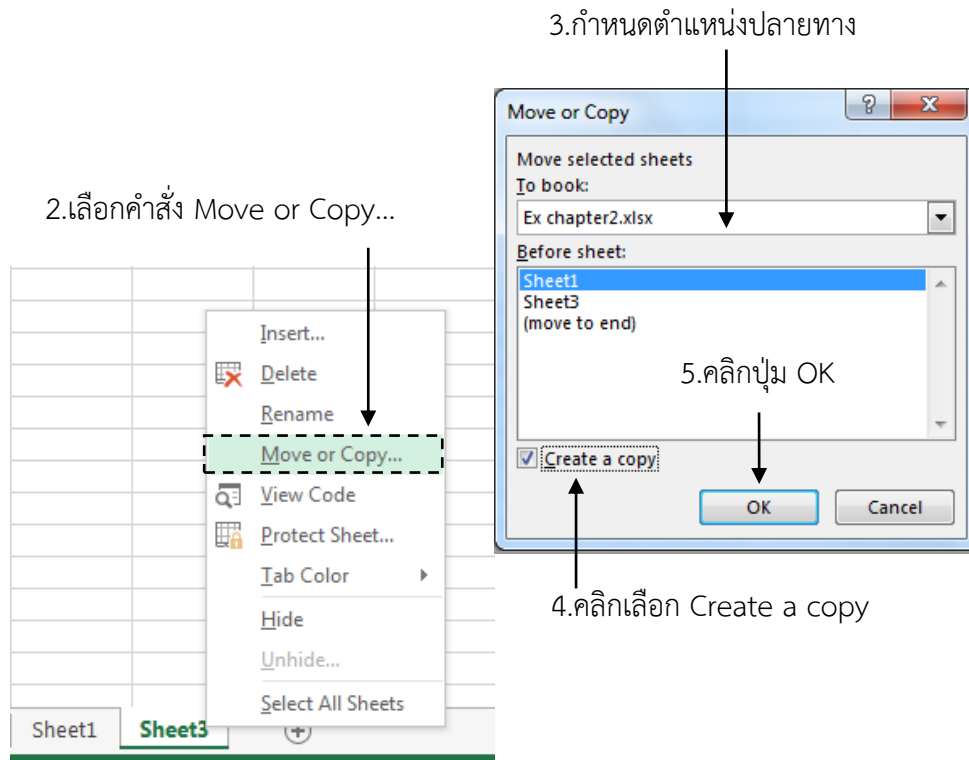 3.กำหนดตำแหน่งปลายทาง
Move or Copy
Move selected sheets
To book:
Ex chapter2.xlsx
Before sheet:
Sheet1
Sheet3
(move to end)
5.คลิกปุ่ม OK
Create a copy
OK
Cancel
4.คลิกเลือก Create a copy
2.เลือกคำสั่ง Move or Copy...
Insert...
Delete
Rename
Move or Copy...
View Code
Protect Sheet...
Tab Color
Hide
Unhide...
Select All Sheets
Sheet1
Sheet3